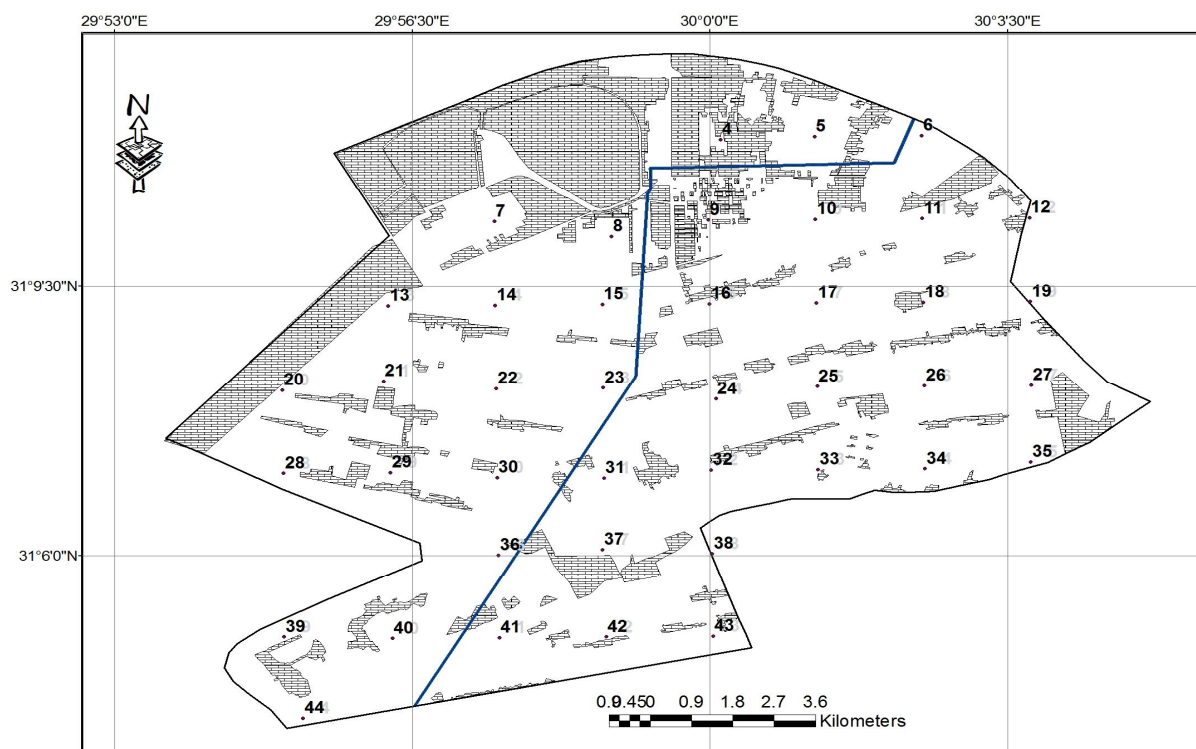 29°53'0"E 29°56'30"E 30°0'0"E 30°3'30"E
N
4 5 6
7 8 9 10 11 12
31°9'30"N
13 14 15 16 17 18 19
20 21 22 23 24 25 26 27
28 29 30 31 32 33 34 35
31°6'0"N
36 37 38
39 40 41 42 43
44
0.9 0.45 0 0.9 1.8 2.7 3.6
Kilometers